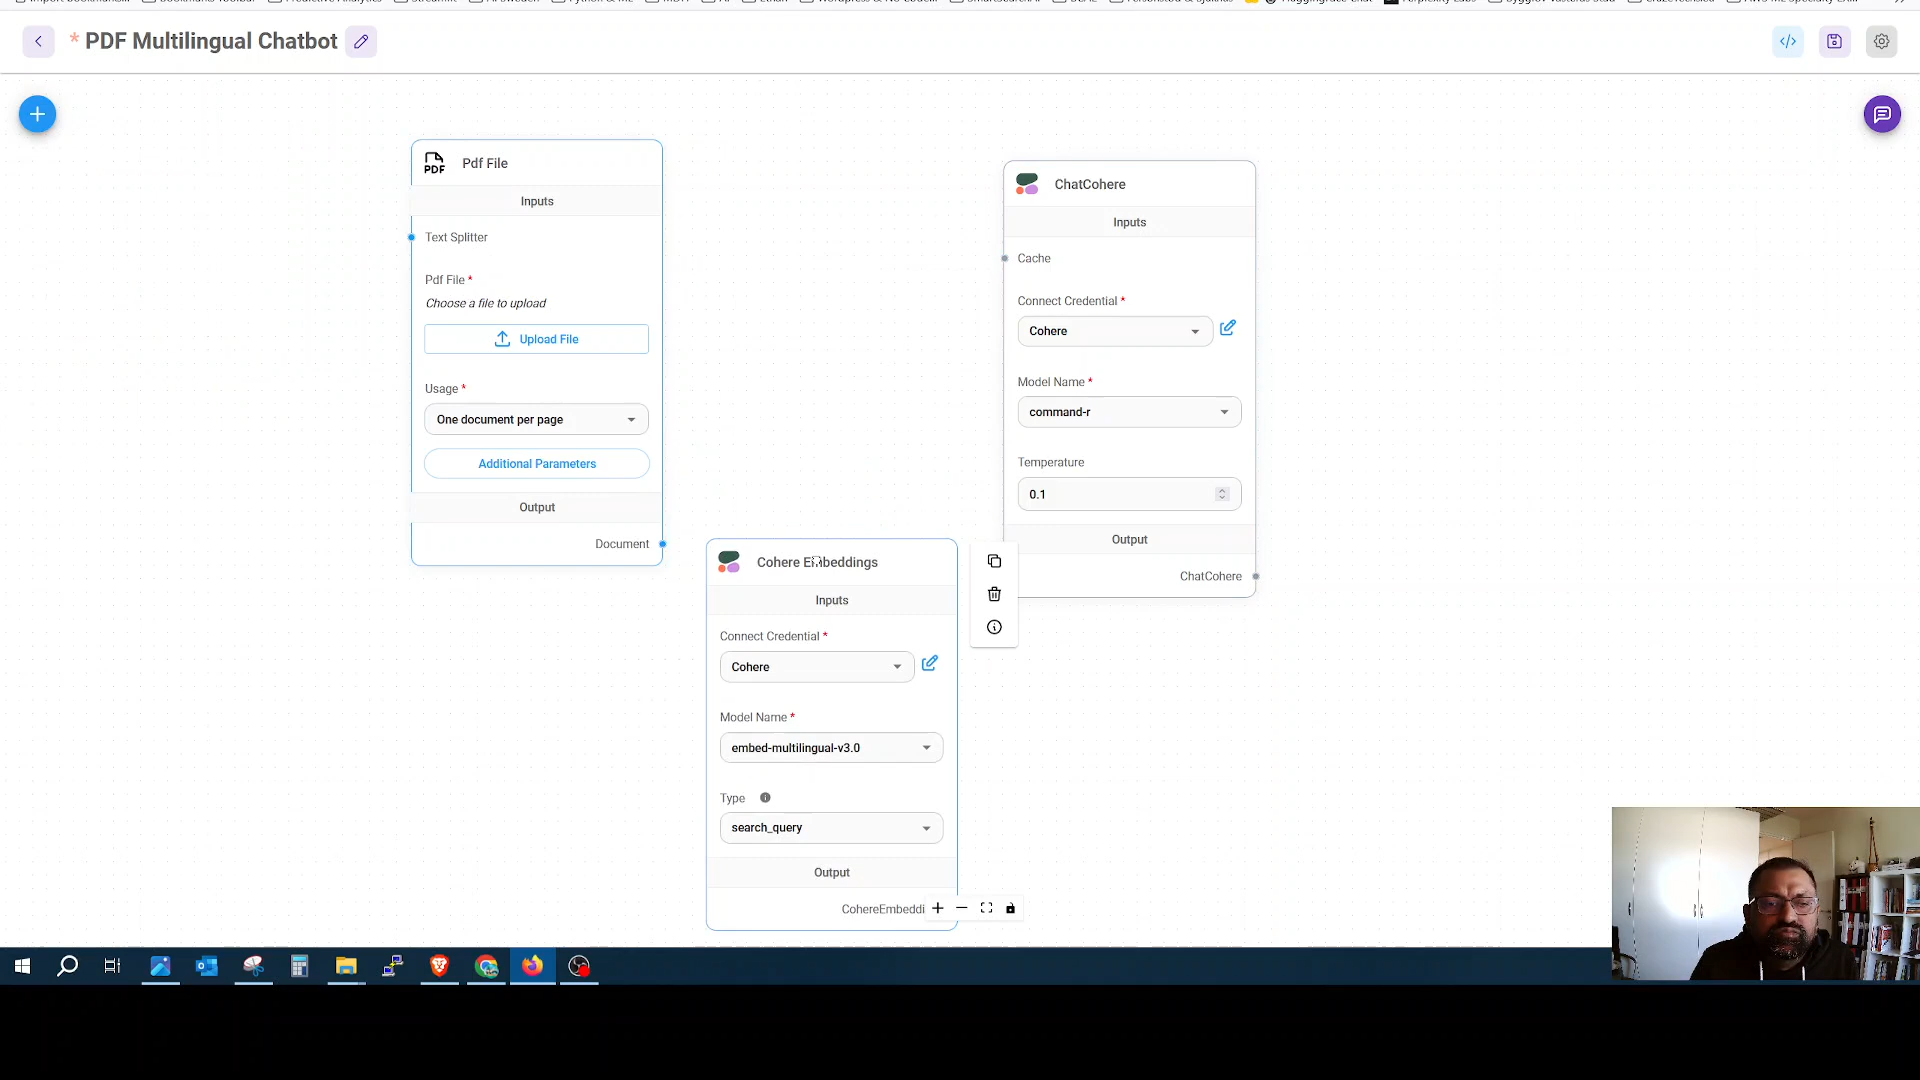 * PDF Multilingual Chatbot
PDF
Pdf File
Inputs
Text Splitter
Pdf File *
Choose a file to upload
Upload File
Usage *
One document per page
Additional Parameters
Output
Document
ChatCohere
Inputs
Cache
Connect Credential *
Cohere
Model Name *
command-r
Temperature
0.1
Output
ChatCohere
Cohere Embeddings
Inputs
Connect Credential *
Cohere
Model Name *
embed-multilingual-v3.0
Type
search_query
Output
CohereEmbeddi